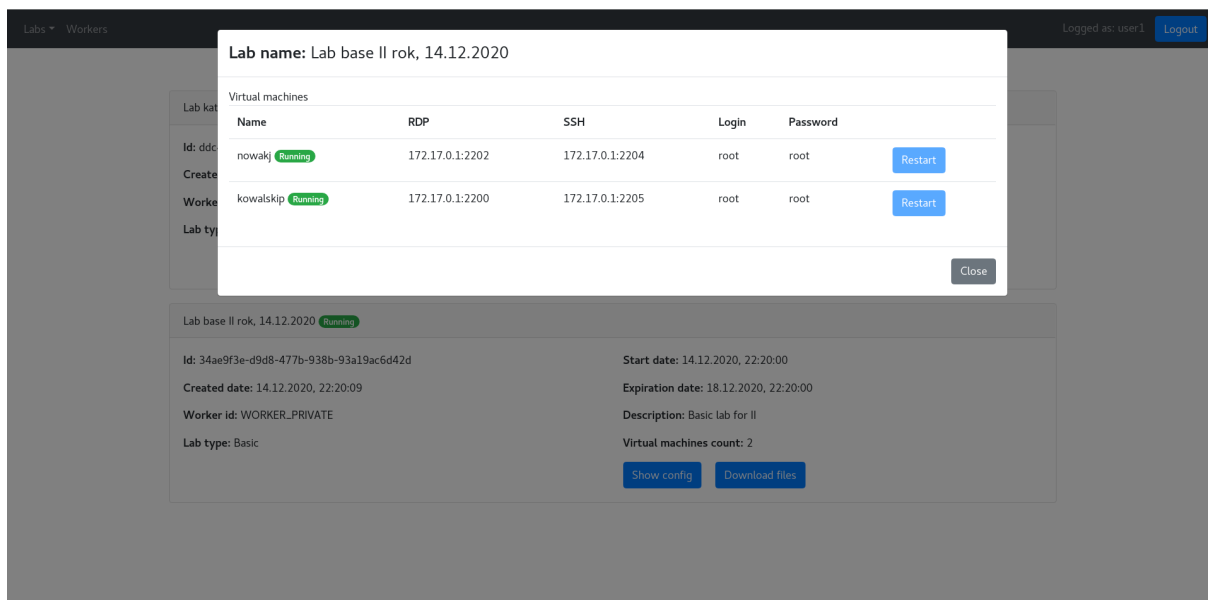 Labs Workers Logged as: user1 Logout
Lab name: Lab base II rok, 14.12.2020
Virtual machines
Name RDP SSH Login Password
nowakj Running 172.17.0.1:2202 172.17.0.1:2204 root root Restart
kowalskip Running 172.17.0.1:2200 172.17.0.1:2205 root root Restart
Close
Lab kat
Id: ddc
Create
Worke
Lab typ
Lab base II rok, 14.12.2020 Running
Id: 34ae9f3e-d9d8-477b-938b-93a19ac6d42d Start date: 14.12.2020, 22:20:00
Created date: 14.12.2020, 22:20:09 Expiration date: 18.12.2020, 22:20:00
Worker id: WORKER_PRIVATE Description: Basic lab for II
Lab type: Basic Virtual machines count: 2
Show config Download files